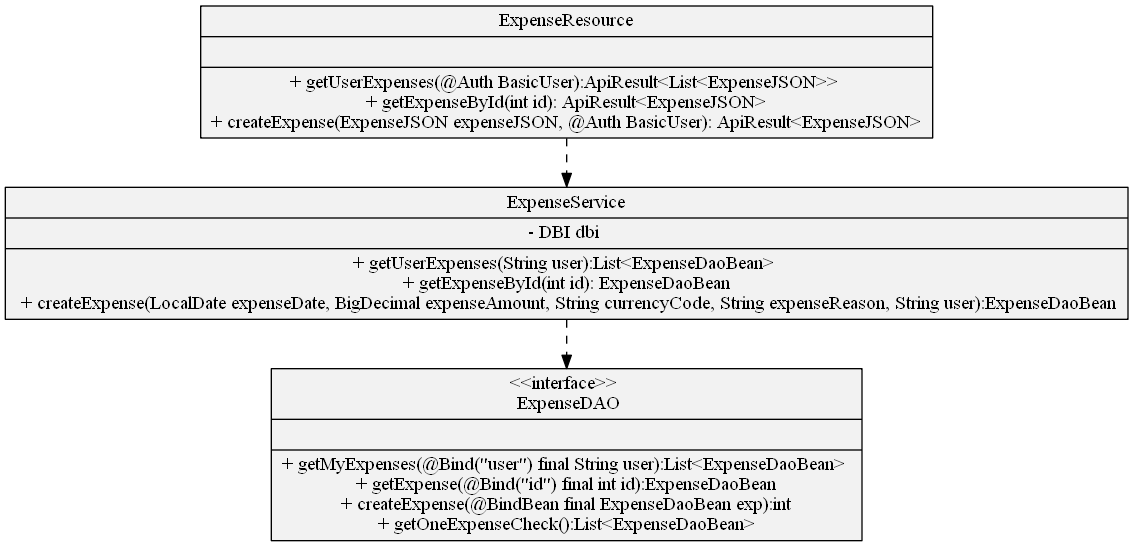 ExpenseResource
+ getUserExpenses(@Auth BasicUser):ApiResult<List<ExpenseJSON>>
+ getExpenseById(int id): ApiResult<ExpenseJSON>
+ createExpense(ExpenseJSON expenseJSON, @Auth BasicUser): ApiResult<ExpenseJSON>
ExpenseService
- DBI dbi
+ getUserExpenses(String user):List<ExpenseDaoBean>
+ getExpenseById(int id): ExpenseDaoBean
+ createExpense(LocalDate expenseDate, BigDecimal expenseAmount, String currencyCode, String expenseReason, String user):ExpenseDaoBean
<<interface>>
ExpenseDAO
+ getMyExpenses(@Bind("user") final String user):List<ExpenseDaoBean>
+ getExpense(@Bind("id") final int id):ExpenseDaoBean
+ createExpense(@BindBean final ExpenseDaoBean exp):int
+ getOneExpenseCheck():List<ExpenseDaoBean>